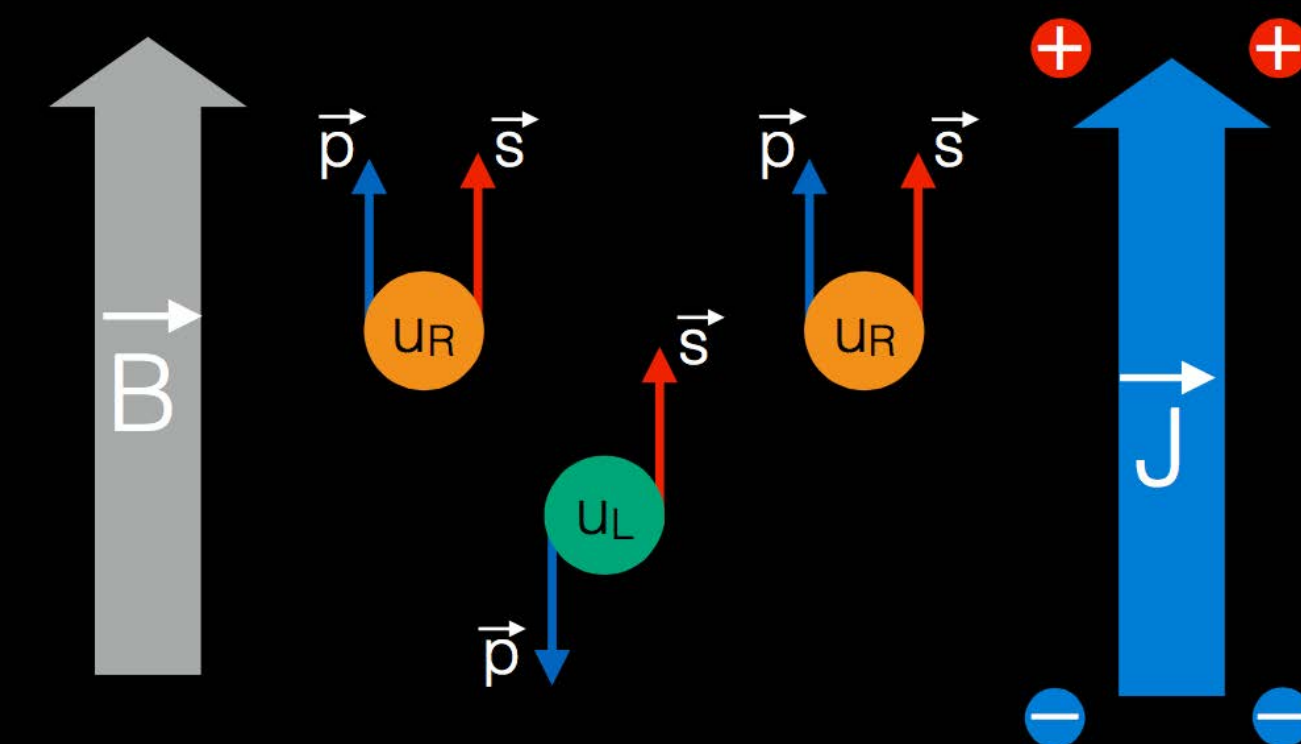 + +
p⃗ s⃗ p⃗ s⃗
u_R u_R
s⃗
B⃗
J⃗
u_L
p⃗
− −